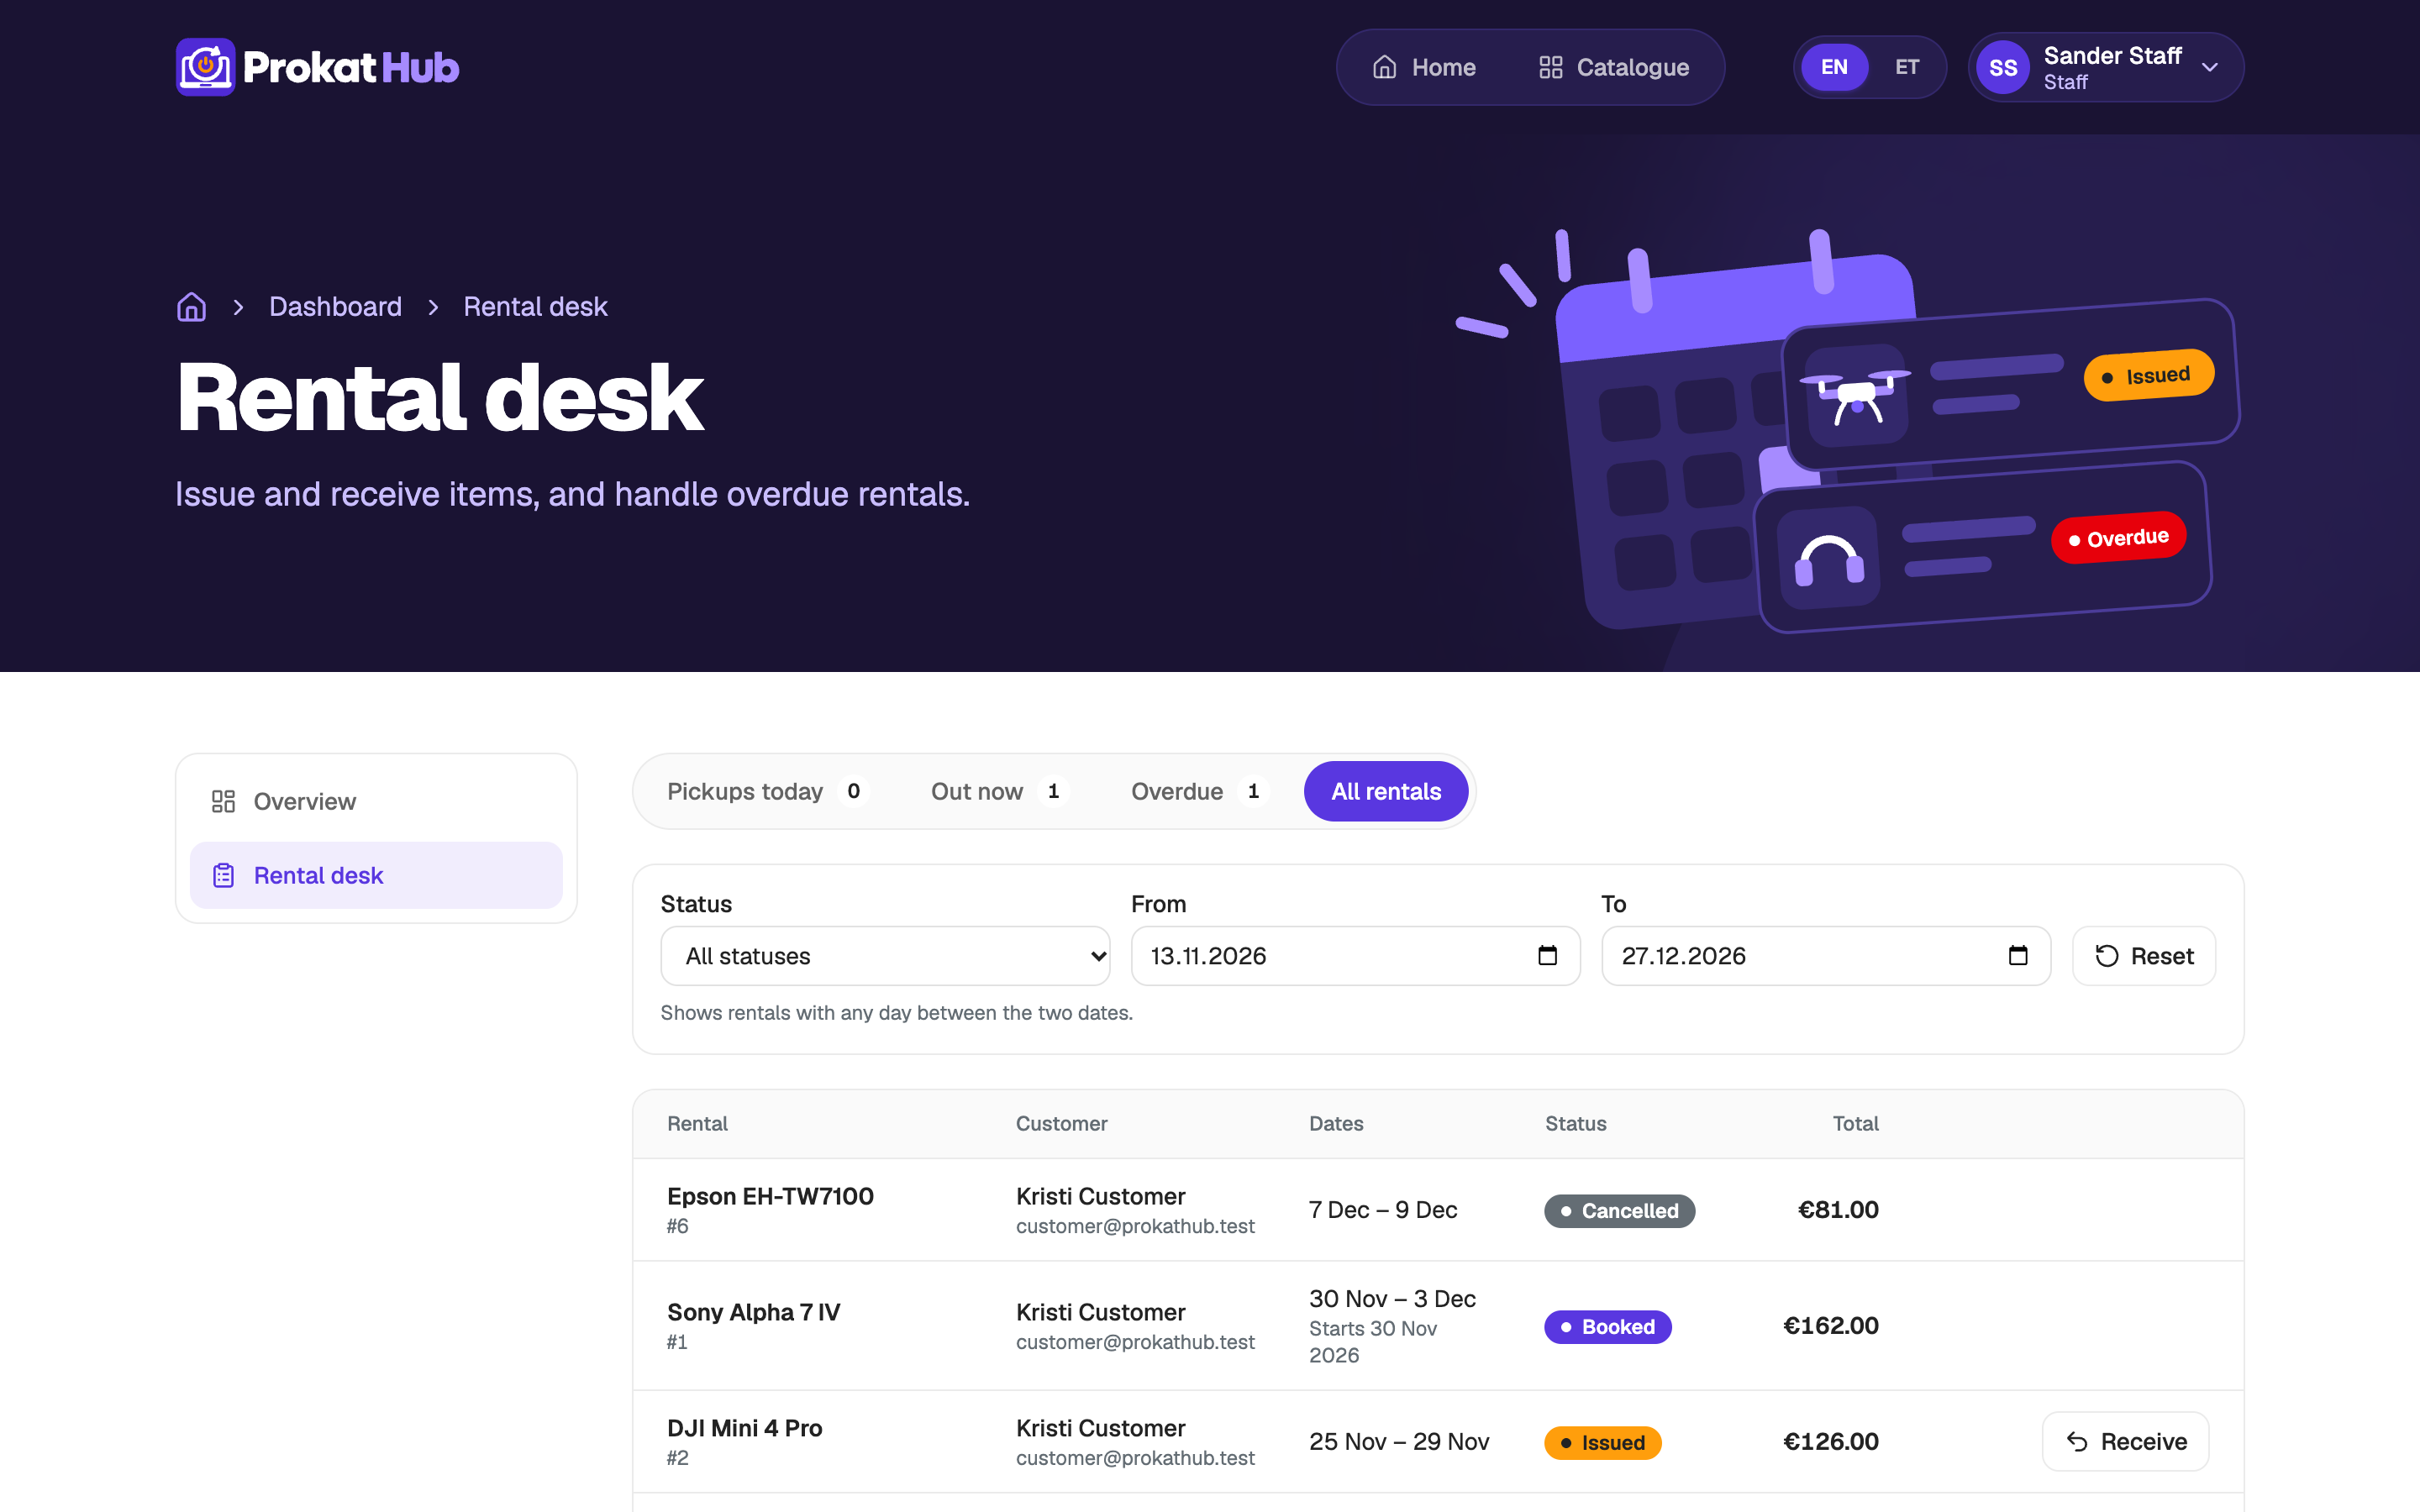 Prokat Hub
Home
Catalogue
EN
ET
SS
Sander Staff
Staff
Dashboard
Rental desk
Rental desk
Issue and receive items, and handle overdue rentals.
Issued
Overdue
Overview
Rental desk
Pickups today 0
Out now 1
Overdue 1
All rentals
Status
From
To
All statuses
13.11.2026
27.12.2026
Reset
Shows rentals with any day between the two dates.
Rental
Customer
Dates
Status
Total
Epson EH-TW7100
#6
Kristi Customer
customer@prokathub.test
7 Dec – 9 Dec
Cancelled
€81.00
Sony Alpha 7 IV
#1
Kristi Customer
customer@prokathub.test
30 Nov – 3 Dec
Starts 30 Nov
2026
Booked
€162.00
DJI Mini 4 Pro
#2
Kristi Customer
customer@prokathub.test
25 Nov – 29 Nov
Issued
€126.00
Receive